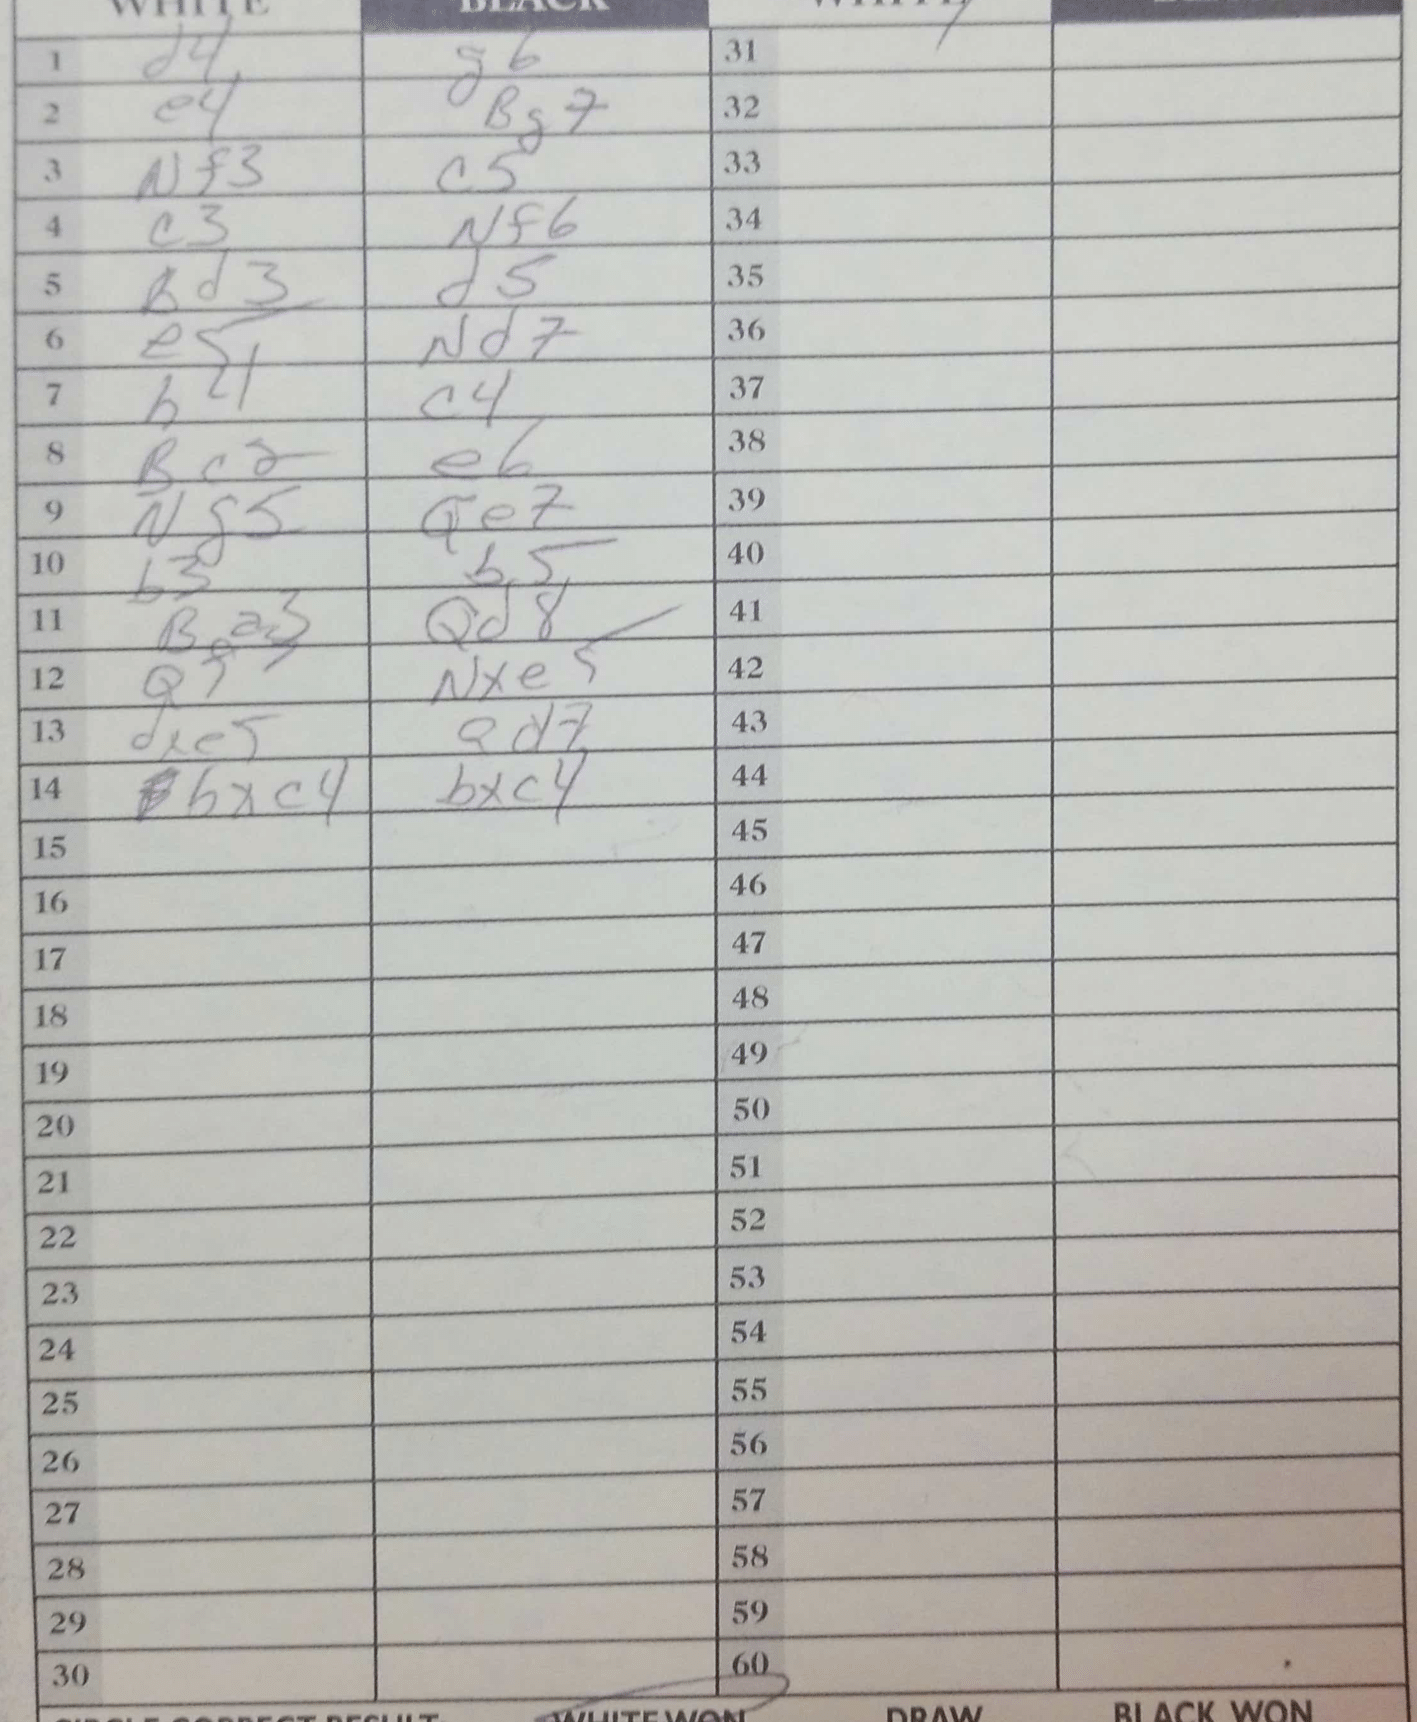 WHITE BLACK WHITE
1 d4 g6 31
2 e4 Bg7 32
3 Nf3 c5 33
4 c3 Nf6 34
5 Bd3 d5 35
6 e5 Nd7 36
7 h4 c4 37
8 Bc2 e6 38
9 Ng5 Qe7 39
10 b3 b5 40
11 Ba3 Qd8 41
12 Qf3 Nxe5 42
13 dxe5 Qd7 43
14 bxc4 bxc4 44
15 45
16 46
17 47
18 48
19 49
20 50
21 51
22 52
23 53
24 54
25 55
26 56
27 57
28 58
29 59
30 60
CIRCLE CORRECT RESULT WHITE WON DRAW BLACK WON